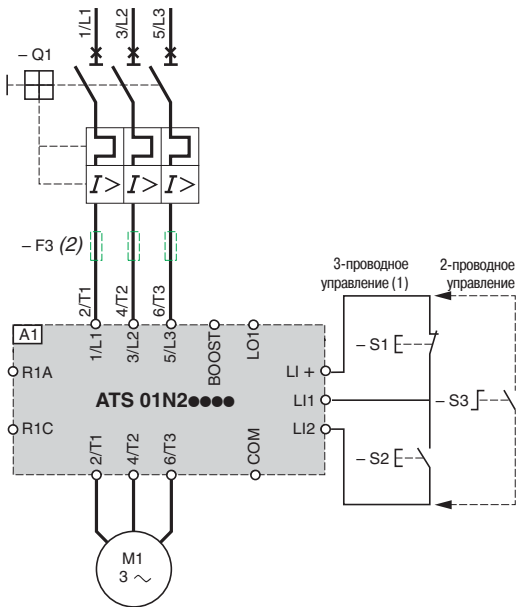 1/L1
3/L2
5/L3
– Q1
I>
I>
I>
– F3 (2)
2/T1
4/T2
6/T3
3-проводное управление (1)
2-проводное управление
A1
1/L1
3/L2
5/L3
BOOST
LO1
R1A
LI +
– S1
ATS 01N2●●●●
LI1
– S3
R1C
LI2
2/T1
4/T2
6/T3
COM
– S2
M1
3 ~